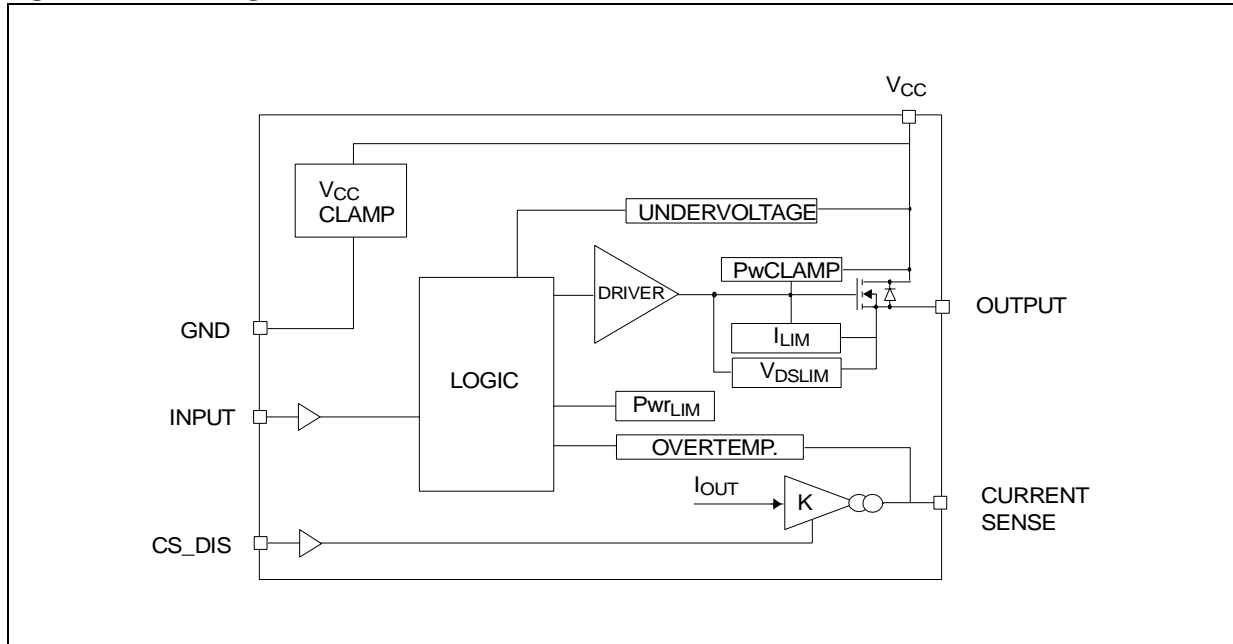 VCC
VCC
CLAMP
UNDERVOLTAGE
PwCLAMP
DRIVER
GND
OUTPUT
ILIM
VDSLIM
LOGIC
INPUT
PwrLIM
OVERTEMP.
IOUT
K
CURRENT
SENSE
CS_DIS